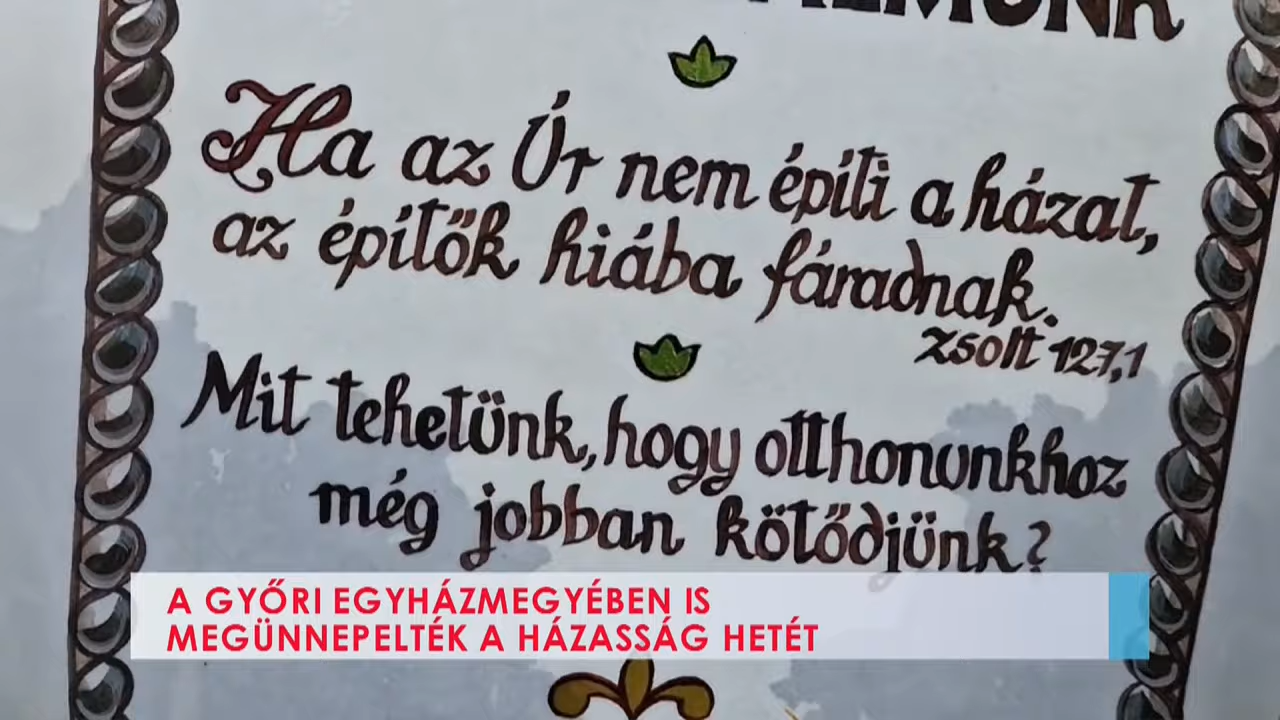 Ha az Úr nem építi a házat,
az építők hiába fáradnak.
Zsolt 127,1
Mit tehetünk, hogy otthonunkhoz
még jobban kötődjünk?
A GYŐRI EGYHÁZMEGYÉBEN IS
MEGÜNNEPELTÉK A HÁZASSÁG HETÉT